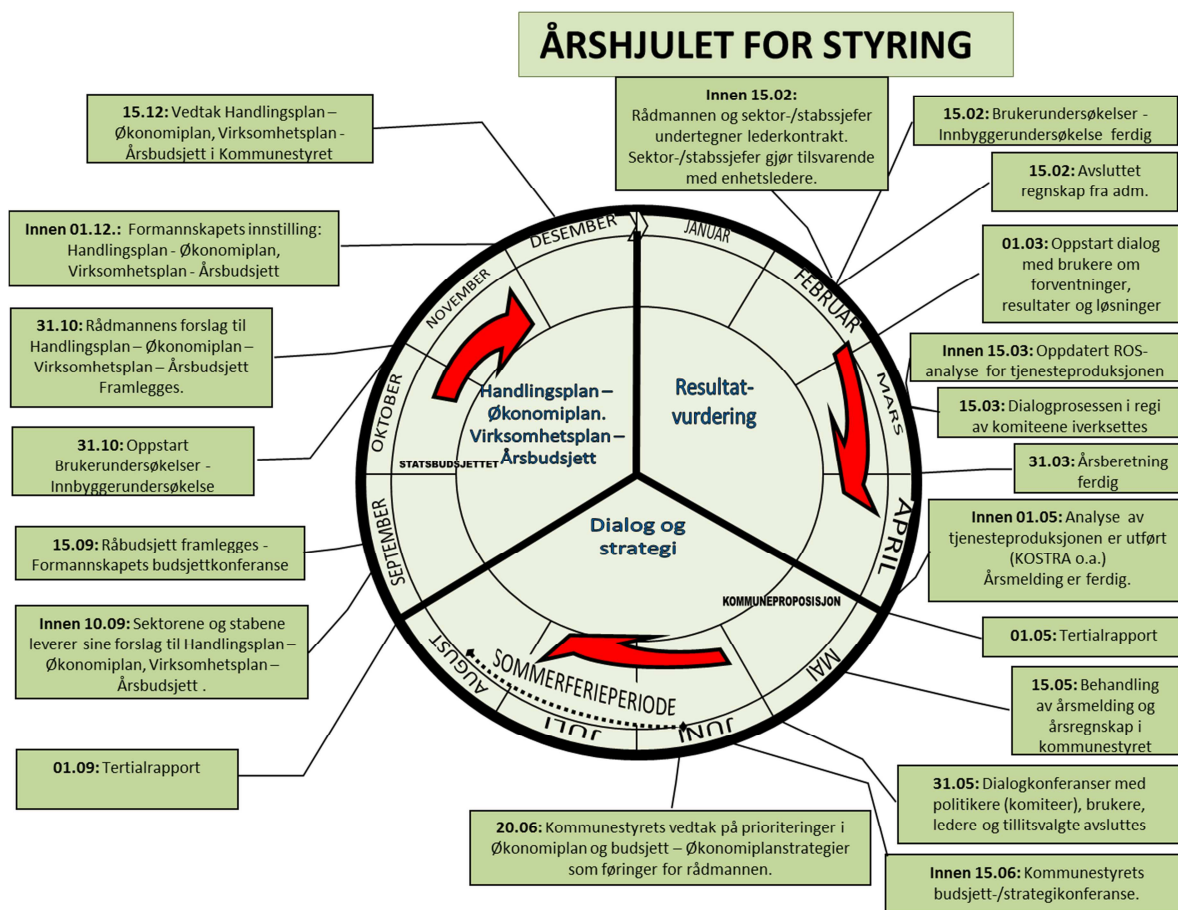 ÅRSHJULET FOR STYRING
Innen 15.02:
Rådmannen og sektor-/stabssjefer
undertegner lederkontrakt.
Sektor-/stabssjefer gjør tilsvarende
med enhetsledere.
15.02: Brukerundersøkelser -
Innbyggerundersøkelse ferdig
15.02: Avsluttet
regnskap fra adm.
01.03: Oppstart dialog
med brukere om
forventninger,
resultater og løsninger
Innen 15.03: Oppdatert ROS-
analyse for tjenesteproduksjonen
15.03: Dialogprosessen i regi
av komiteene iverksettes
31.03: Årsberetning
ferdig
Innen 01.05: Analyse av
tjenesteproduksjonen er utført
(KOSTRA o.a.)
Årsmelding er ferdig.
01.05: Tertialrapport
15.05: Behandling
av årsmelding og
årsregnskap i
kommunestyret
31.05: Dialogkonferanser med
politikere (komiteer), brukere,
ledere og tillitsvalgte avsluttes
Innen 15.06: Kommunestyrets
budsjett-/strategikonferanse.
20.06: Kommunestyrets vedtak på prioriteringer i
Økonomiplan og budsjett – Økonomiplanstrategier
som føringer for rådmannen.
01.09: Tertialrapport
Innen 10.09: Sektorene og stabene
leverer sine forslag til Handlingsplan –
Økonomiplan, Virksomhetsplan –
Årsbudsjett .
15.09: Råbudsjett framlegges -
Formannskapets budsjettkonferanse
31.10: Oppstart
Brukerundersøkelser -
Innbyggerundersøkelse
31.10: Rådmannens forslag til
Handlingsplan – Økonomiplan –
Virksomhetsplan – Årsbudsjett
Framlegges.
Innen 01.12.: Formannskapets innstilling:
Handlingsplan - Økonomiplan,
Virksomhetsplan - Årsbudsjett
15.12: Vedtak Handlingsplan –
Økonomiplan, Virksomhetsplan -
Årsbudsjett i Kommunestyret
JANUAR
FEBRUAR
MARS
APRIL
MAI
JUNI
JULI
AUGUST
SEPTEMBER
OKTOBER
NOVEMBER
DESEMBER
Handlingsplan –
Økonomiplan.
Virksomhetsplan –
Årsbudsjett
STATSBUDSJETTET
Resultat-
vurdering
Dialog og
strategi
KOMMUNEPROPOSISJON
SOMMERFERIEPERIODE